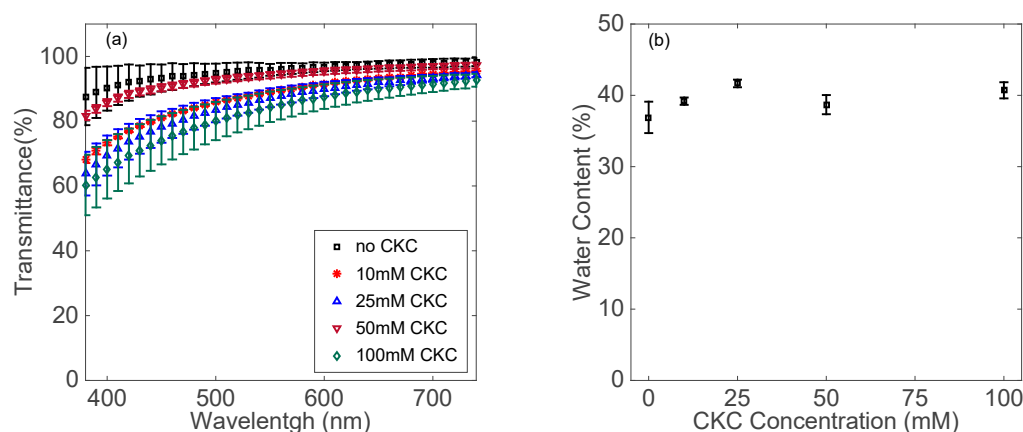 (a)
100
80
60
40
20
0
Transmittance(%)
no CKC
10mM CKC
25mM CKC
50mM CKC
100mM CKC
400 500 600 700
Wavelentgh (nm)
(b)
50
40
30
20
10
0
Water Content (%)
0 25 50 75 100
CKC Concentration (mM)